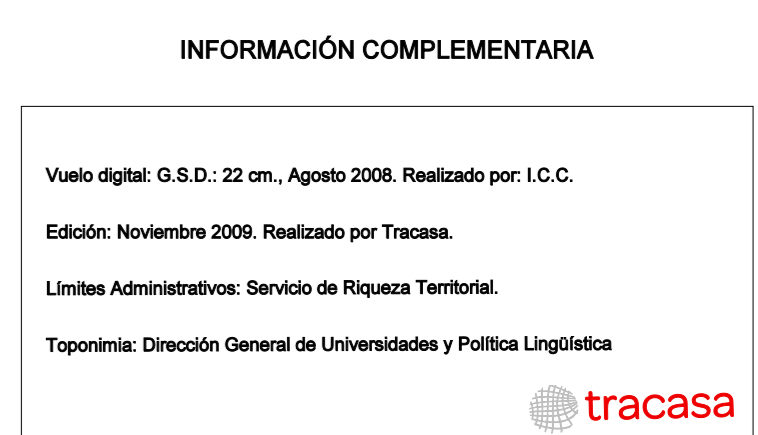 INFORMACIÓN COMPLEMENTARIA
Vuelo digital: G.S.D.: 22 cm., Agosto 2008. Realizado por: I.C.C.
Edición: Noviembre 2009. Realizado por Tracasa.
Límites Administrativos: Servicio de Riqueza Territorial.
Toponimia: Dirección General de Universidades y Política Lingüística
tracasa